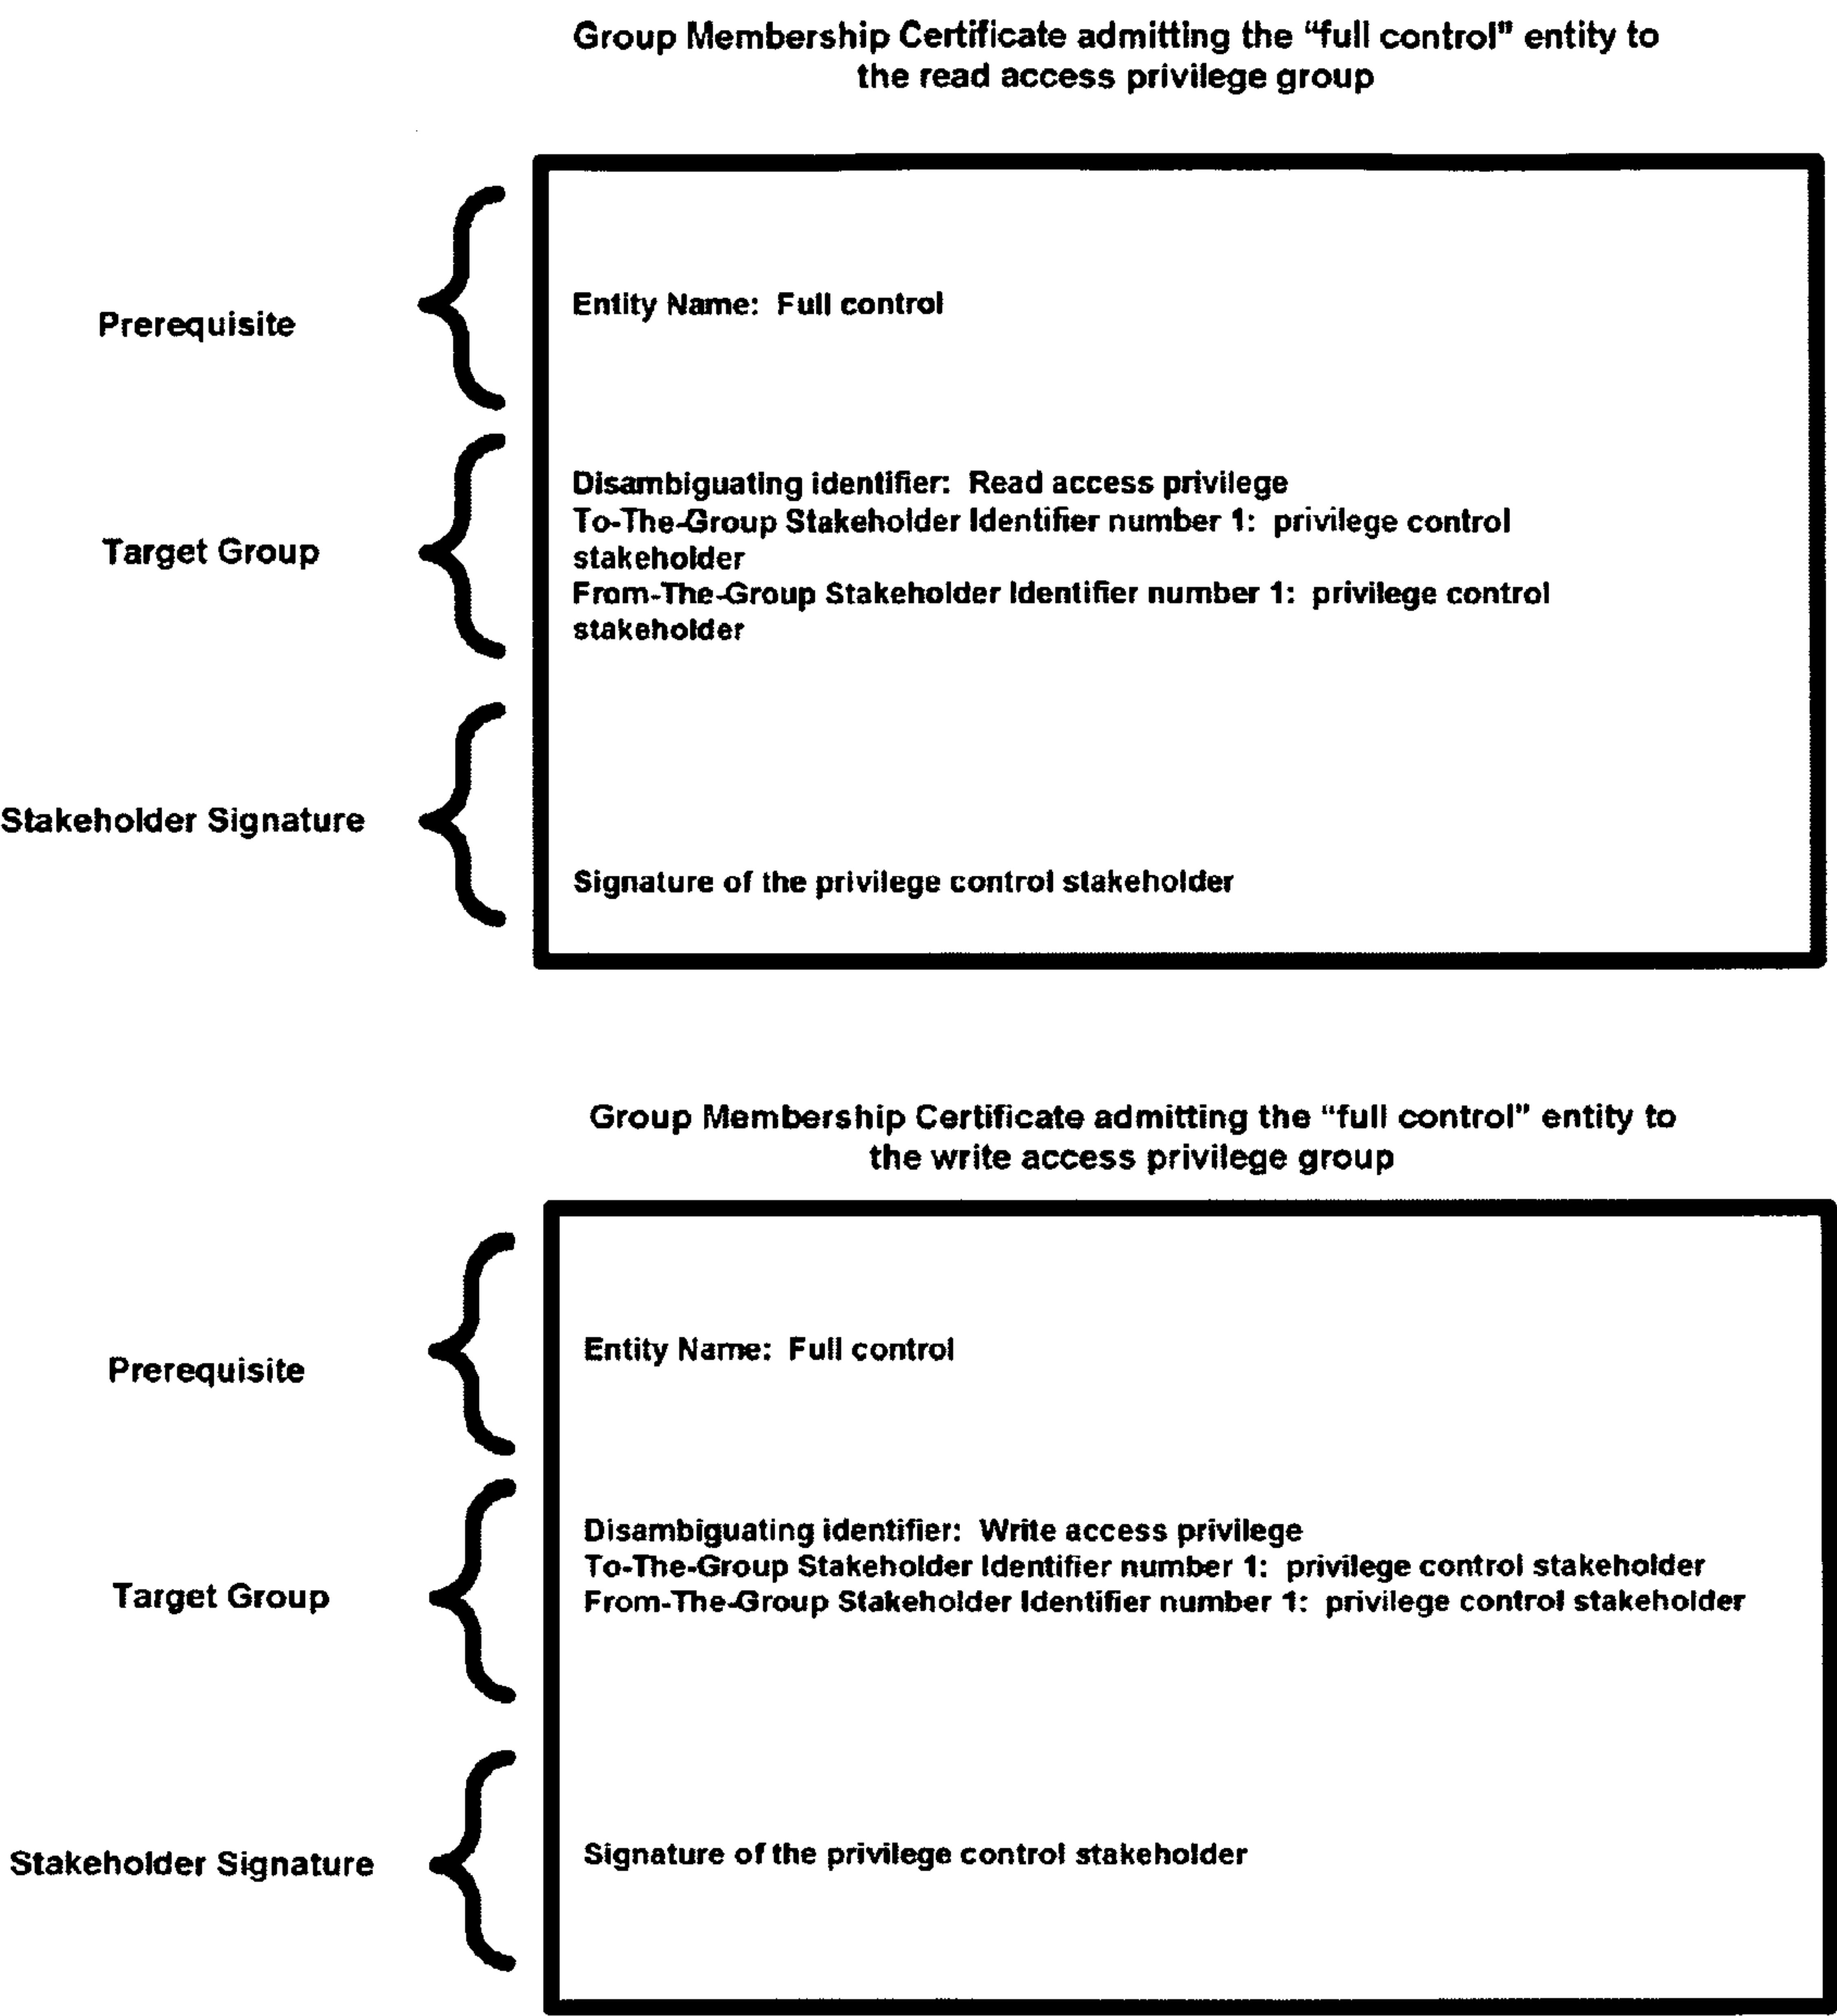 Group Membership Certificate admitting the "full control" entity to
the read access privilege group
Prerequisite
Entity Name: Full control
Target Group
Disambiguating identifier: Read access privilege
To-The-Group Stakeholder Identifier number 1: privilege control
stakeholder
From-The-Group Stakeholder Identifier number 1: privilege control
stakeholder
Stakeholder Signature
Signature of the privilege control stakeholder
Group Membership Certificate admitting the "full control" entity to
the write access privilege group
Prerequisite
Entity Name: Full control
Target Group
Disambiguating identifier: Write access privilege
To-The-Group Stakeholder Identifier number 1: privilege control stakeholder
From-The-Group Stakeholder Identifier number 1: privilege control stakeholder
Stakeholder Signature
Signature of the privilege control stakeholder